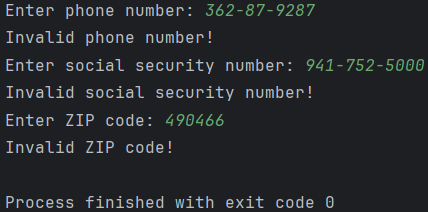 Enter phone number: 362-87-9287
Invalid phone number!
Enter social security number: 941-752-5000
Invalid social security number!
Enter ZIP code: 490466
Invalid ZIP code!
Process finished with exit code 0